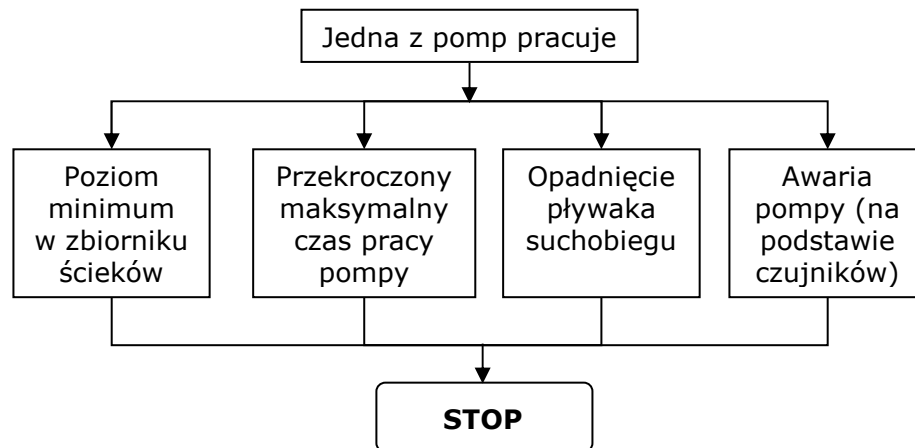 Jedna z pomp pracuje
Poziom
minimum
w zbiorniku
ścieków
Przekroczony
maksymalny
czas pracy
pompy
Opadnięcie
pływaka
suchobiegu
Awaria
pompy (na
podstawie
czujników)
STOP